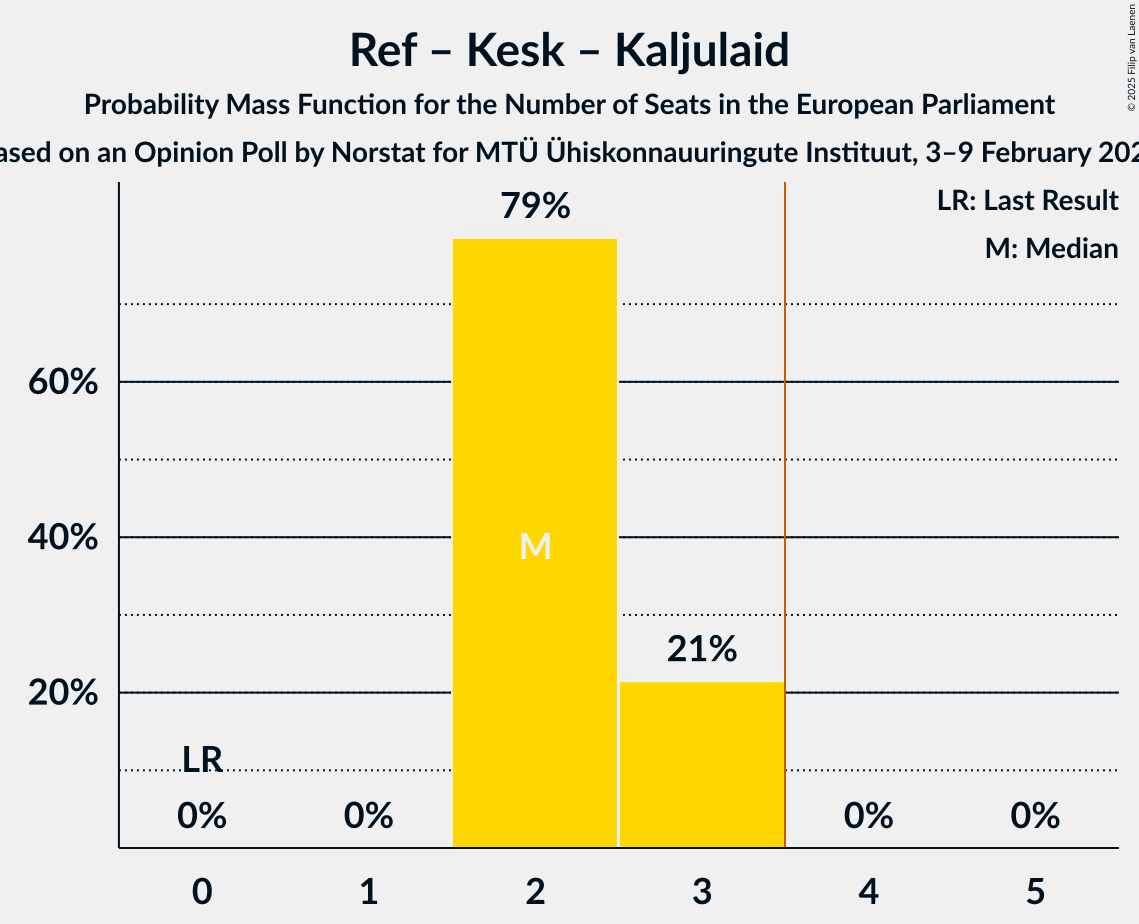 Ref – Kesk – Kaljulaid
Probability Mass Function for the Number of Seats in the European Parliament
ased on an Opinion Poll by Norstat for MTÜ Ühiskonnauuringute Instituut, 3–9 February 202
© 2025 Filip van Laenen
LR: Last Result
M: Median
79%
60%
M
40%
21%
20%
LR
0% 0% 0% 0%
0 1 2 3 4 5